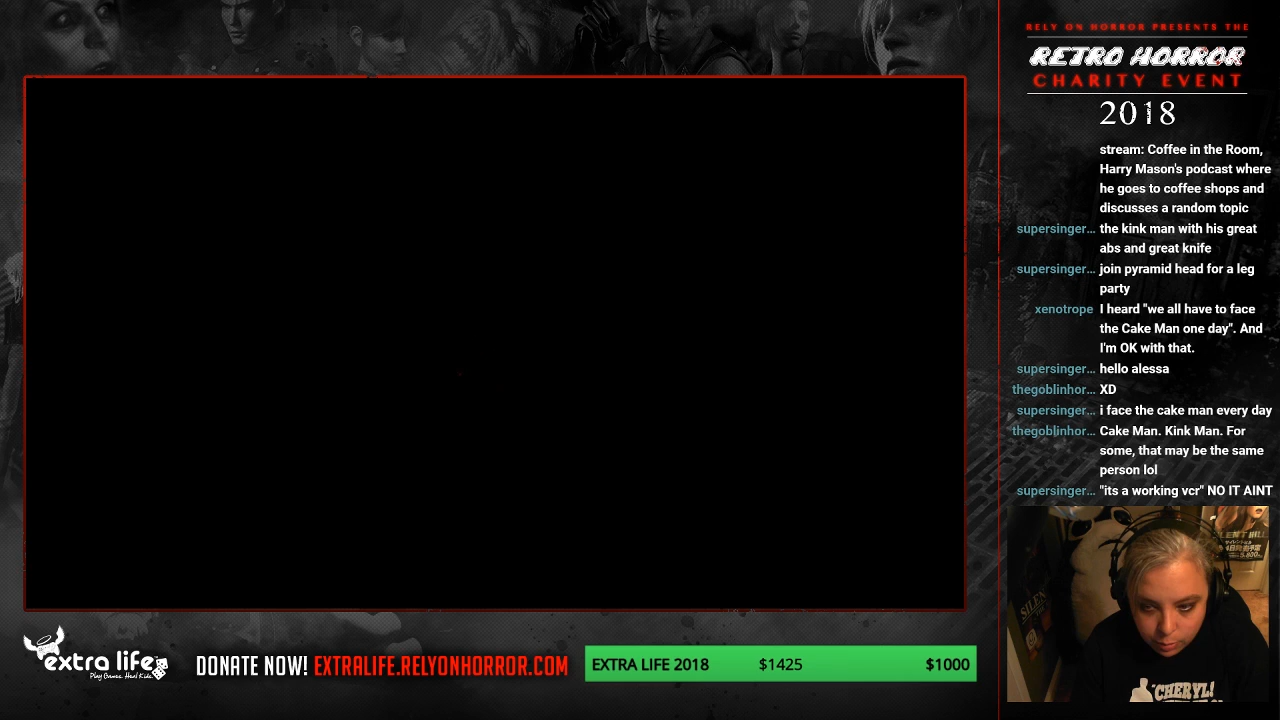 RELY ON HORROR PRESENTS THE
RETRO HORROR
CHARITY EVENT
2018
stream: Coffee in the Room,
Harry Mason's podcast where
he goes to coffee shops and
discusses a random topic
supersinger... the kink man with his great
abs and great knife
supersinger... join pyramid head for a leg
party
xenotrope I heard "we all have to face
the Cake Man one day". And
I'm OK with that.
supersinger... hello alessa
thegoblinhor... XD
supersinger... i face the cake man every day
thegoblinhor... Cake Man. Kink Man. For
some, that may be the same
person lol
supersinger... "its a working vcr" NO IT AINT
SILENT
CHERYL!
extra life
Play Games. Heal Kids.
DONATE NOW! EXTRALIFE.RELYONHORROR.COM
EXTRA LIFE 2018 $1425 $1000